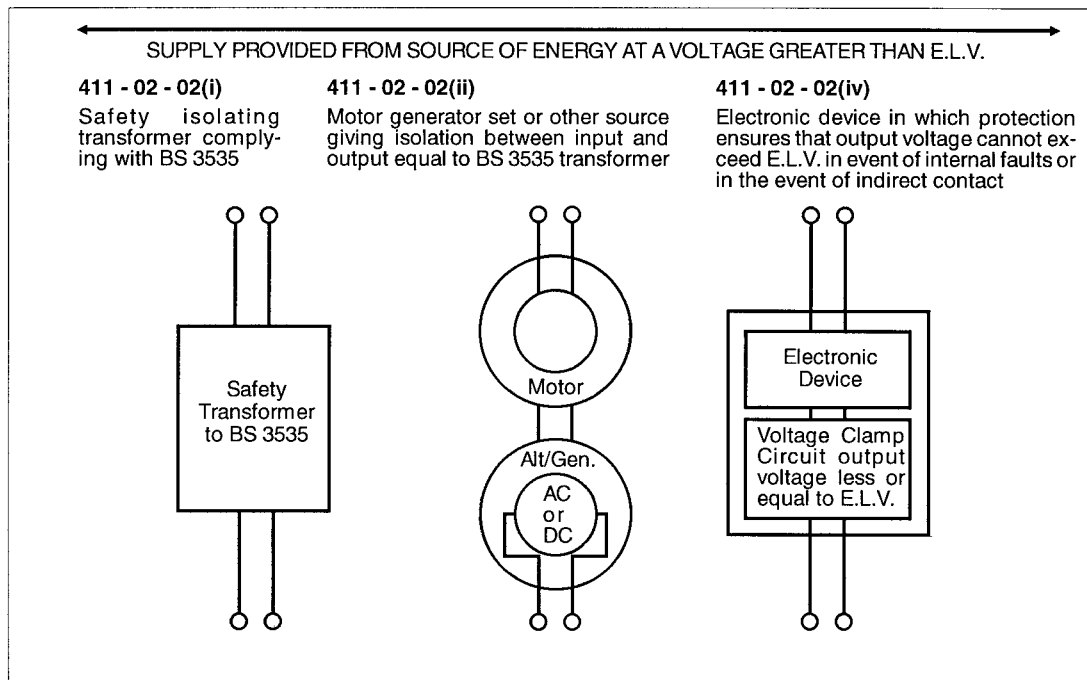 SUPPLY PROVIDED FROM SOURCE OF ENERGY AT A VOLTAGE GREATER THAN E.L.V.
411 - 02 - 02(i)
Safety isolating
transformer comply-
ing with BS 3535
411 - 02 - 02(ii)
Motor generator set or other source
giving isolation between input and
output equal to BS 3535 transformer
411 - 02 - 02(iv)
Electronic device in which protection
ensures that output voltage cannot ex-
ceed E.L.V. in event of internal faults or
in the event of indirect contact
Safety
Transformer
to BS 3535
Motor
Alt/Gen.
AC
or
DC
Electronic
Device
Voltage Clamp
Circuit output
voltage less or
equal to E.L.V.